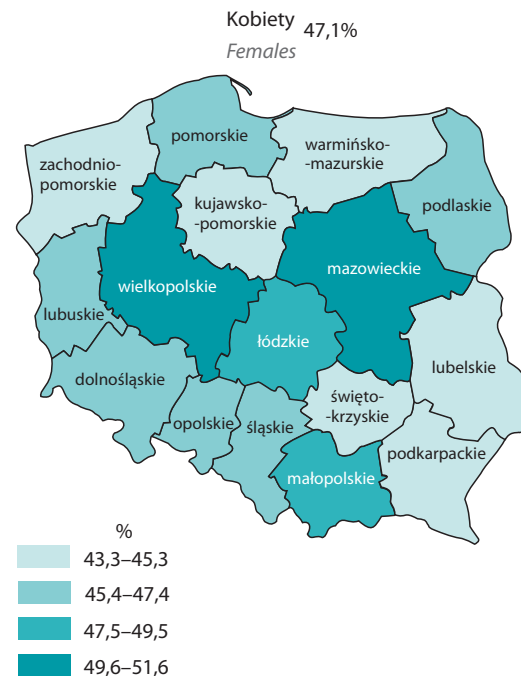 Kobiety 47,1%
Females
pomorskie
warmińsko-
-mazurskie
zachodnio-
pomorskie
kujawsko-
-pomorskie
podlaskie
mazowieckie
wielkopolskie
lubuskie
łódzkie
lubelskie
dolnośląskie
święto-
-krzyskie
opolskie
śląskie
podkarpackie
małopolskie
%
43,3–45,3
45,4–47,4
47,5–49,5
49,6–51,6